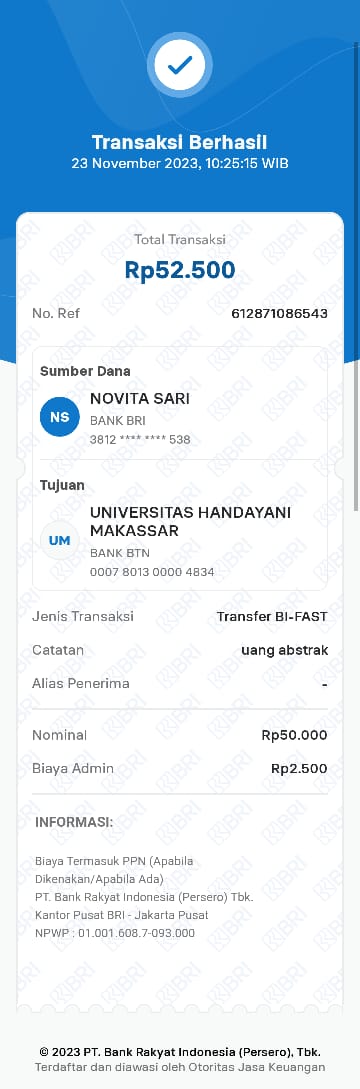 Transaksi Berhasil
23 November 2023, 10:25:15 WIB
Total Transaksi
Rp52.500
No. Ref 612871086543
Sumber Dana
NS
NOVITA SARI
BANK BRI
3812 **** **** 538
Tujuan
UM
UNIVERSITAS HANDAYANI
MAKASSAR
BANK BTN
0007 8013 0000 4834
Jenis Transaksi Transfer BI-FAST
Catatan uang abstrak
Alias Penerima -
Nominal Rp50.000
Biaya Admin Rp2.500
INFORMASI:
Biaya Termasuk PPN (Apabila
Dikenakan/Apabila Ada)
PT. Bank Rakyat Indonesia (Persero) Tbk.
Kantor Pusat BRI - Jakarta Pusat
NPWP : 01.001.608.7-093.000
© 2023 PT. Bank Rakyat Indonesia (Persero), Tbk.
Terdaftar dan diawasi oleh Otoritas Jasa Keuangan